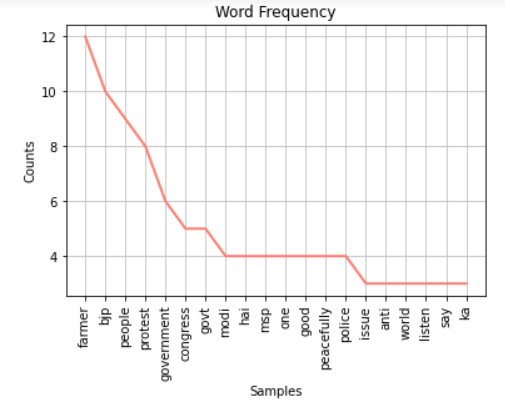 Word Frequency
12
10
8
6
4
Counts
farmer
bjp
people
protest
government
congress
govt
modi
hai
msp
one
good
peacefully
police
issue
anti
world
listen
say
ka
Samples